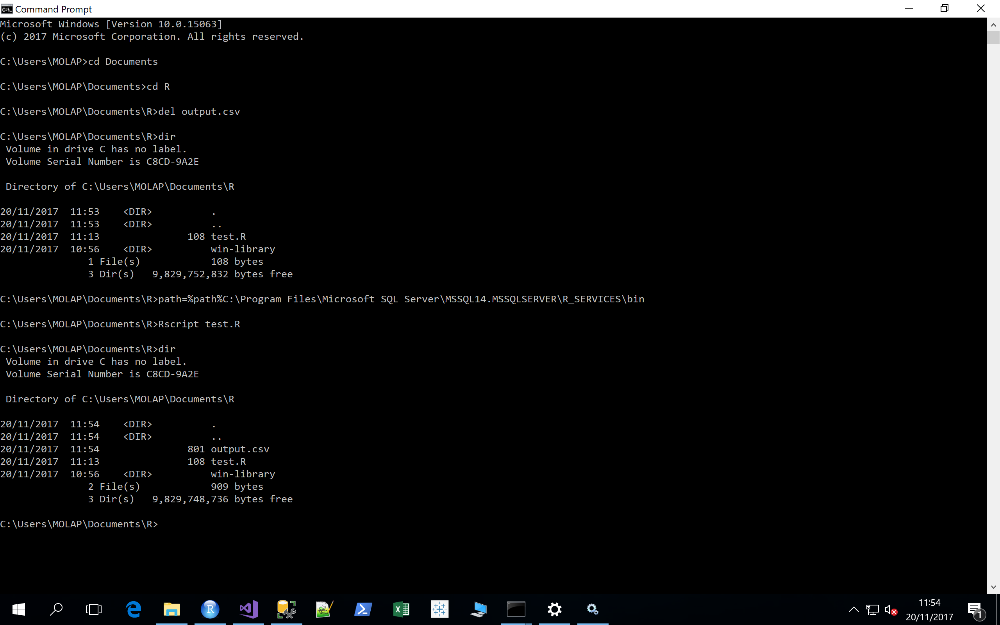 Command Prompt
Microsoft Windows [Version 10.0.15063]
(c) 2017 Microsoft Corporation. All rights reserved.
C:\Users\MOLAP>cd Documents
C:\Users\MOLAP\Documents>cd R
C:\Users\MOLAP\Documents\R>del output.csv
C:\Users\MOLAP\Documents\R>dir
Volume in drive C has no label.
Volume Serial Number is C8CD-9A2E
Directory of C:\Users\MOLAP\Documents\R
20/11/2017  11:53    <DIR>          .
20/11/2017  11:53    <DIR>          ..
20/11/2017  11:13               108 test.R
20/11/2017  10:56    <DIR>          win-library
1 File(s)            108 bytes
3 Dir(s)   9,829,752,832 bytes free
C:\Users\MOLAP\Documents\R>path=%path%C:\Program Files\Microsoft SQL Server\MSSQL14.MSSQLSERVER\R_SERVICES\bin
C:\Users\MOLAP\Documents\R>Rscript test.R
C:\Users\MOLAP\Documents\R>dir
Volume in drive C has no label.
Volume Serial Number is C8CD-9A2E
Directory of C:\Users\MOLAP\Documents\R
20/11/2017  11:54    <DIR>          .
20/11/2017  11:54    <DIR>          ..
20/11/2017  11:54               801 output.csv
20/11/2017  11:13               108 test.R
20/11/2017  10:56    <DIR>          win-library
2 File(s)            909 bytes
3 Dir(s)   9,829,748,736 bytes free
C:\Users\MOLAP\Documents\R>
11:54
20/11/2017
1